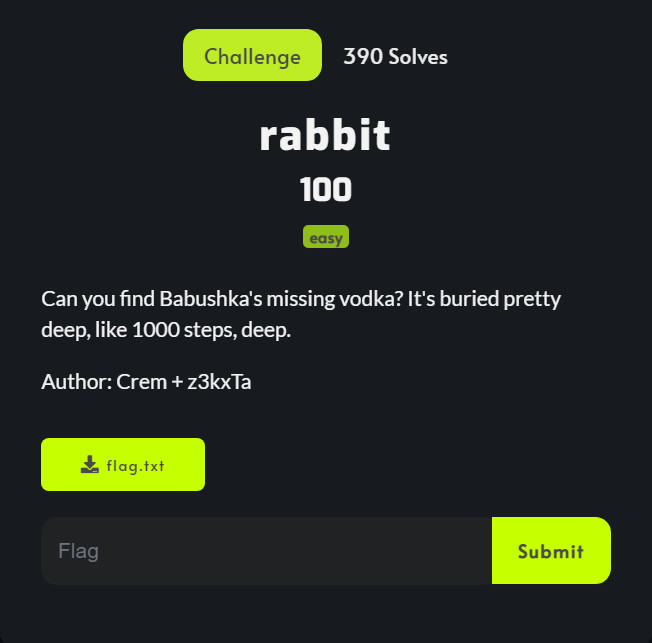 Challenge 390 Solves
rabbit
100
easy
Can you find Babushka's missing vodka? It's buried pretty
deep, like 1000 steps, deep.
Author: Crem + z3kxTa
flag.txt
Flag Submit